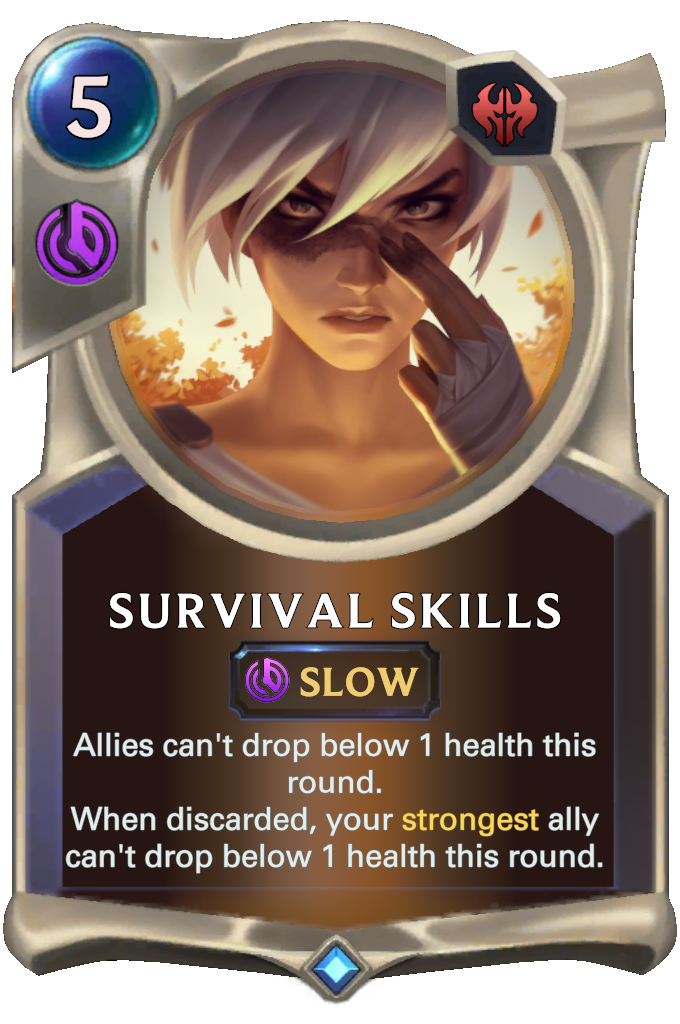 5
SURVIVAL SKILLS
SLOW
Allies can't drop below 1 health this
round.
When discarded, your strongest ally
can't drop below 1 health this round.